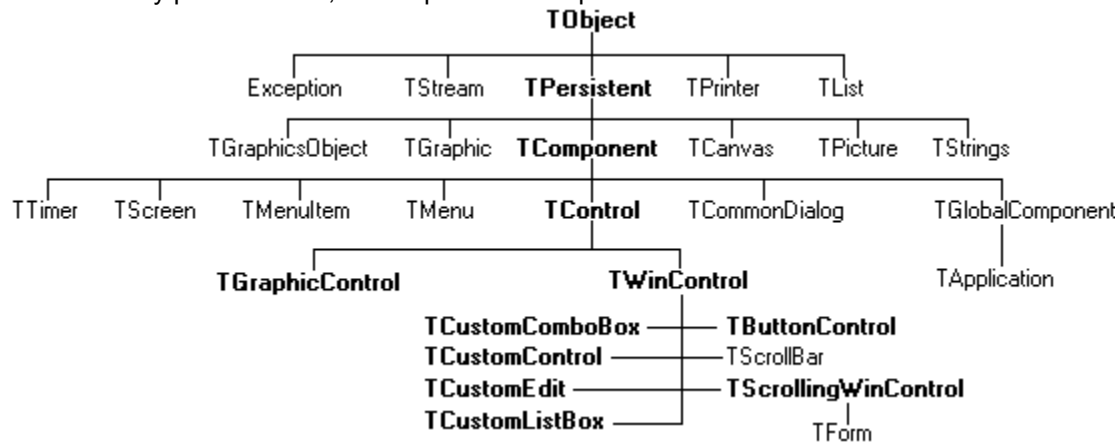 TObject
Exception TStream TPersistent TPrinter TList
TGraphicsObject TGraphic TComponent TCanvas TPicture TStrings
TTimer TScreen TMenuItem TMenu TControl TCommonDialog TGlobalComponent
TGraphicControl TWinControl TApplication
TCustomComboBox TButtonControl
TCustomControl TScrollBar
TCustomEdit TScrollingWinControl
TCustomListBox
TForm